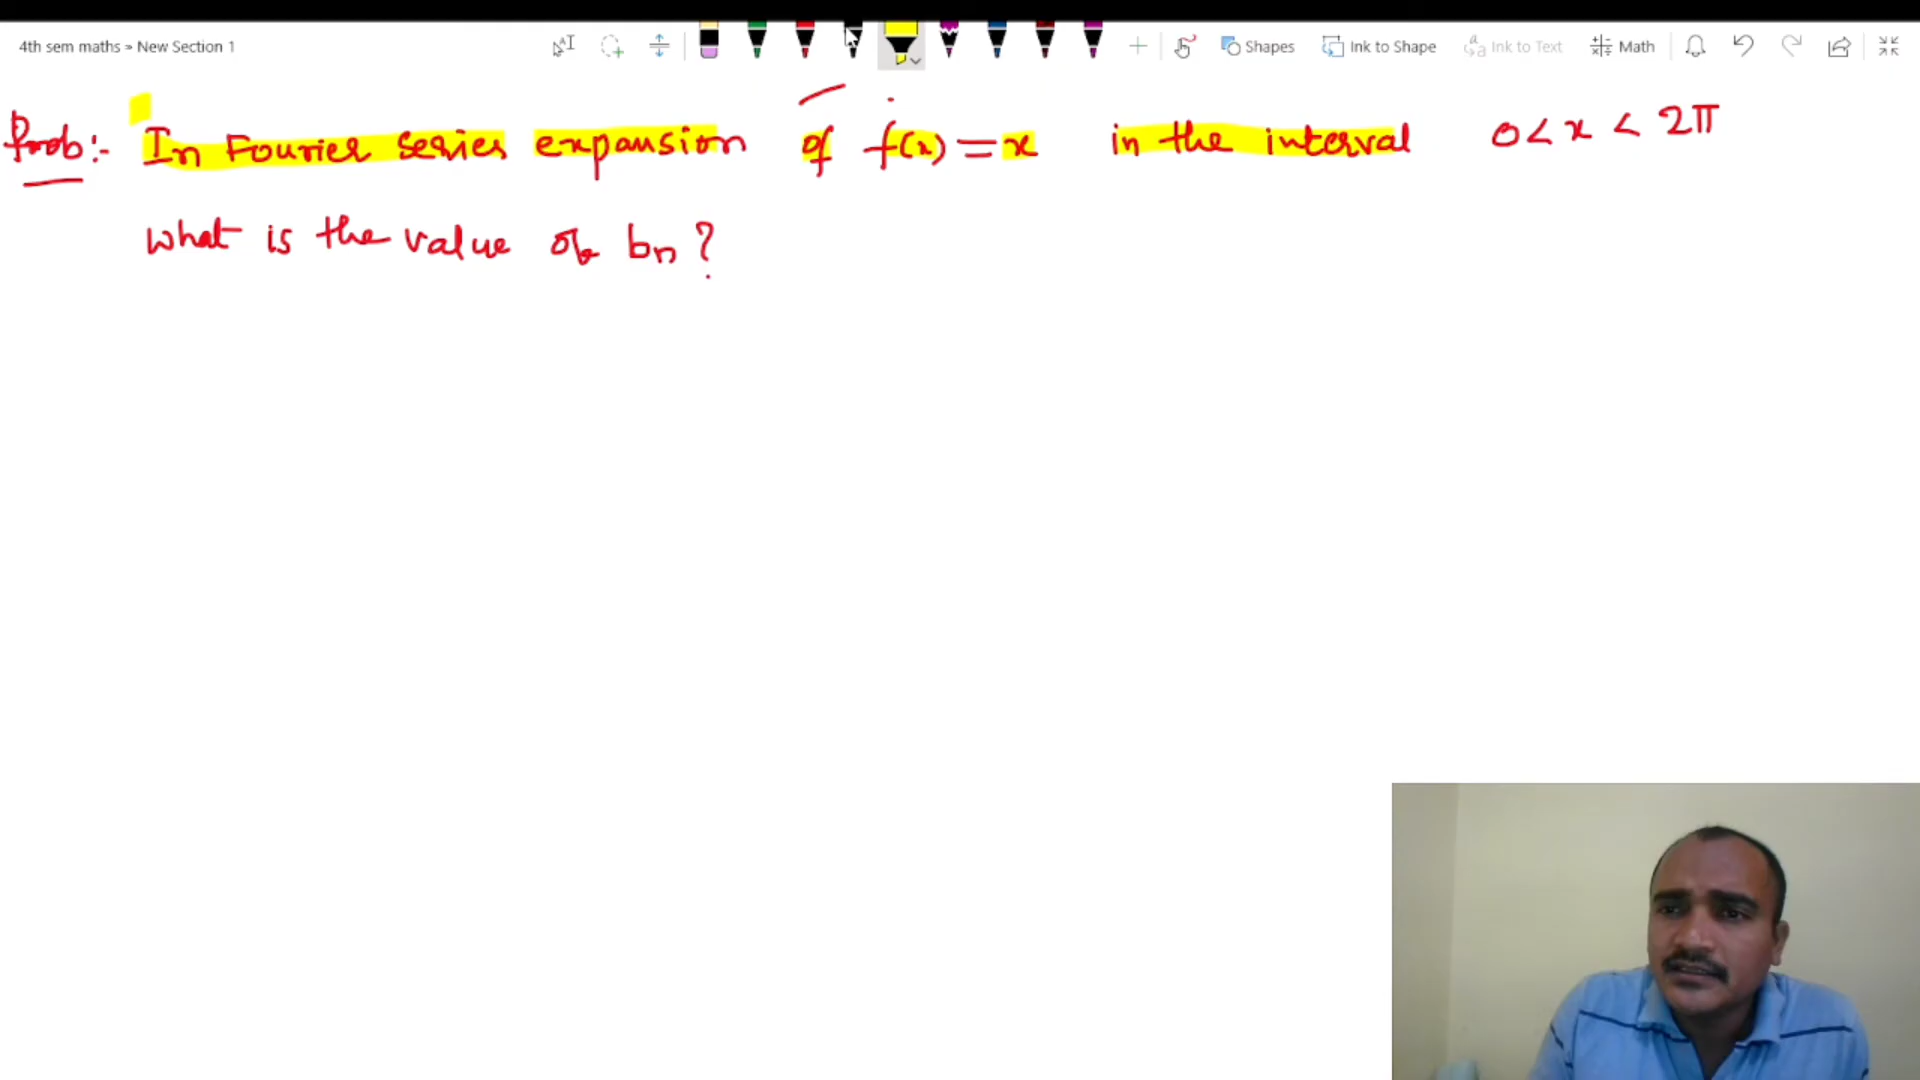 4th sem maths » New Section 1
Shapes
Ink to Shape
Ink to Text
Math
Prob:- In Fourier series expansion of f(x) = x in the interval 0 < x < 2π
what is the value of bn ?